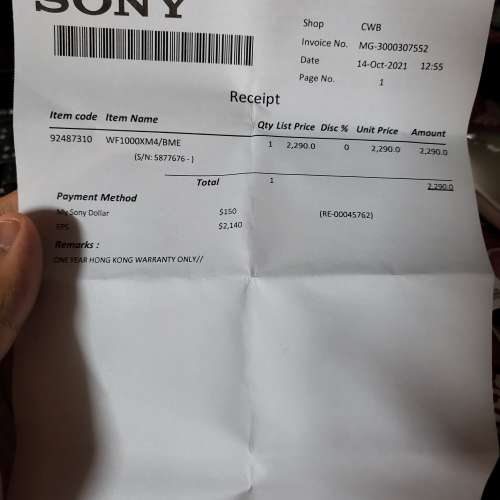 SONY
Shop CWB
Invoice No. MG-3000307552
Date 14-Oct-2021 12:55
Page No. 1
Receipt
Item code Item Name Qty List Price Disc % Unit Price Amount
92487310 WF1000XM4/BME 1 2,290.0 0 2,290.0 2,290.0
(S/N: 5877676 - )
Total 1 2,290.0
Payment Method
My Sony Dollar $150 (RE-00045762)
EPS $2,140
Remarks :
ONE YEAR HONG KONG WARRANTY ONLY//